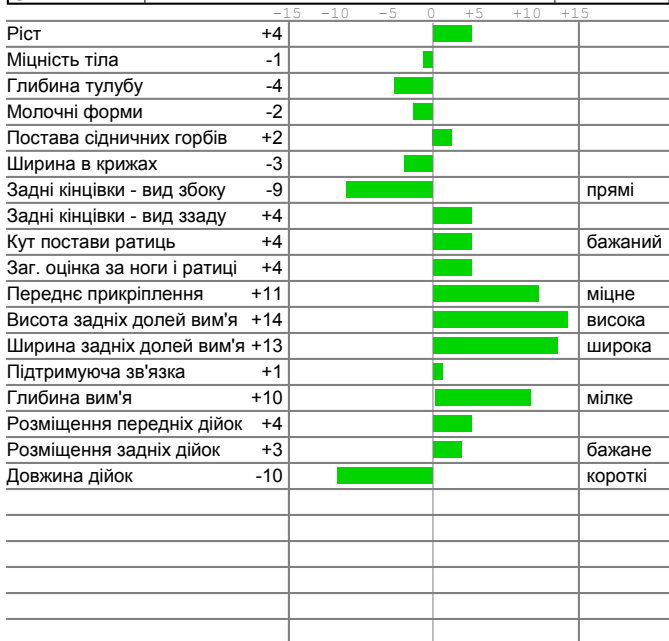 -15 -10 -5 0 +5 +10 +15
Ріст +4
Міцність тіла -1
Глибина тулубу -4
Молочні форми -2
Постава сідничних горбів +2
Ширина в крижах -3
Задні кінцівки - вид збоку -9 прямі
Задні кінцівки - вид ззаду +4
Кут постави ратиць +4 бажаний
Заг. оцінка за ноги і ратиці +4
Переднє прикріплення +11 міцне
Висота задніх долей вим'я +14 висока
Ширина задніх долей вим'я +13 широка
Підтримуюча зв'язка +1
Глибина вим'я +10 мілке
Розміщення передніх дійок +4
Розміщення задніх дійок +3 бажане
Довжина дійок -10 короткі